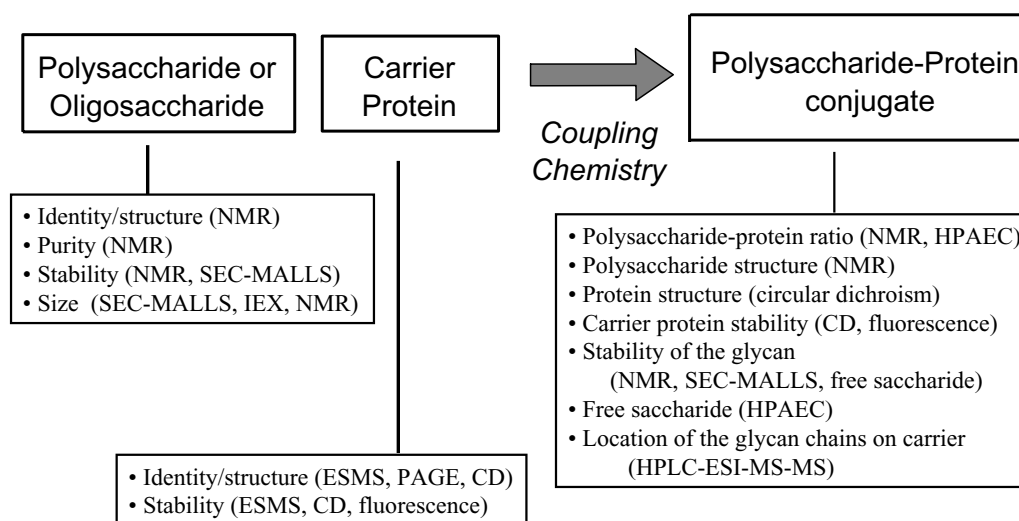 Polysaccharide or
Oligosaccharide
Carrier
Protein
Coupling
Chemistry
Polysaccharide-Protein
conjugate
• Identity/structure (NMR)
• Purity (NMR)
• Stability (NMR, SEC-MALLS)
• Size (SEC-MALLS, IEX, NMR)
• Identity/structure (ESMS, PAGE, CD)
• Stability (ESMS, CD, fluorescence)
• Polysaccharide-protein ratio (NMR, HPAEC)
• Polysaccharide structure (NMR)
• Protein structure (circular dichroism)
• Carrier protein stability (CD, fluorescence)
• Stability of the glycan
(NMR, SEC-MALLS, free saccharide)
• Free saccharide (HPAEC)
• Location of the glycan chains on carrier
(HPLC-ESI-MS-MS)